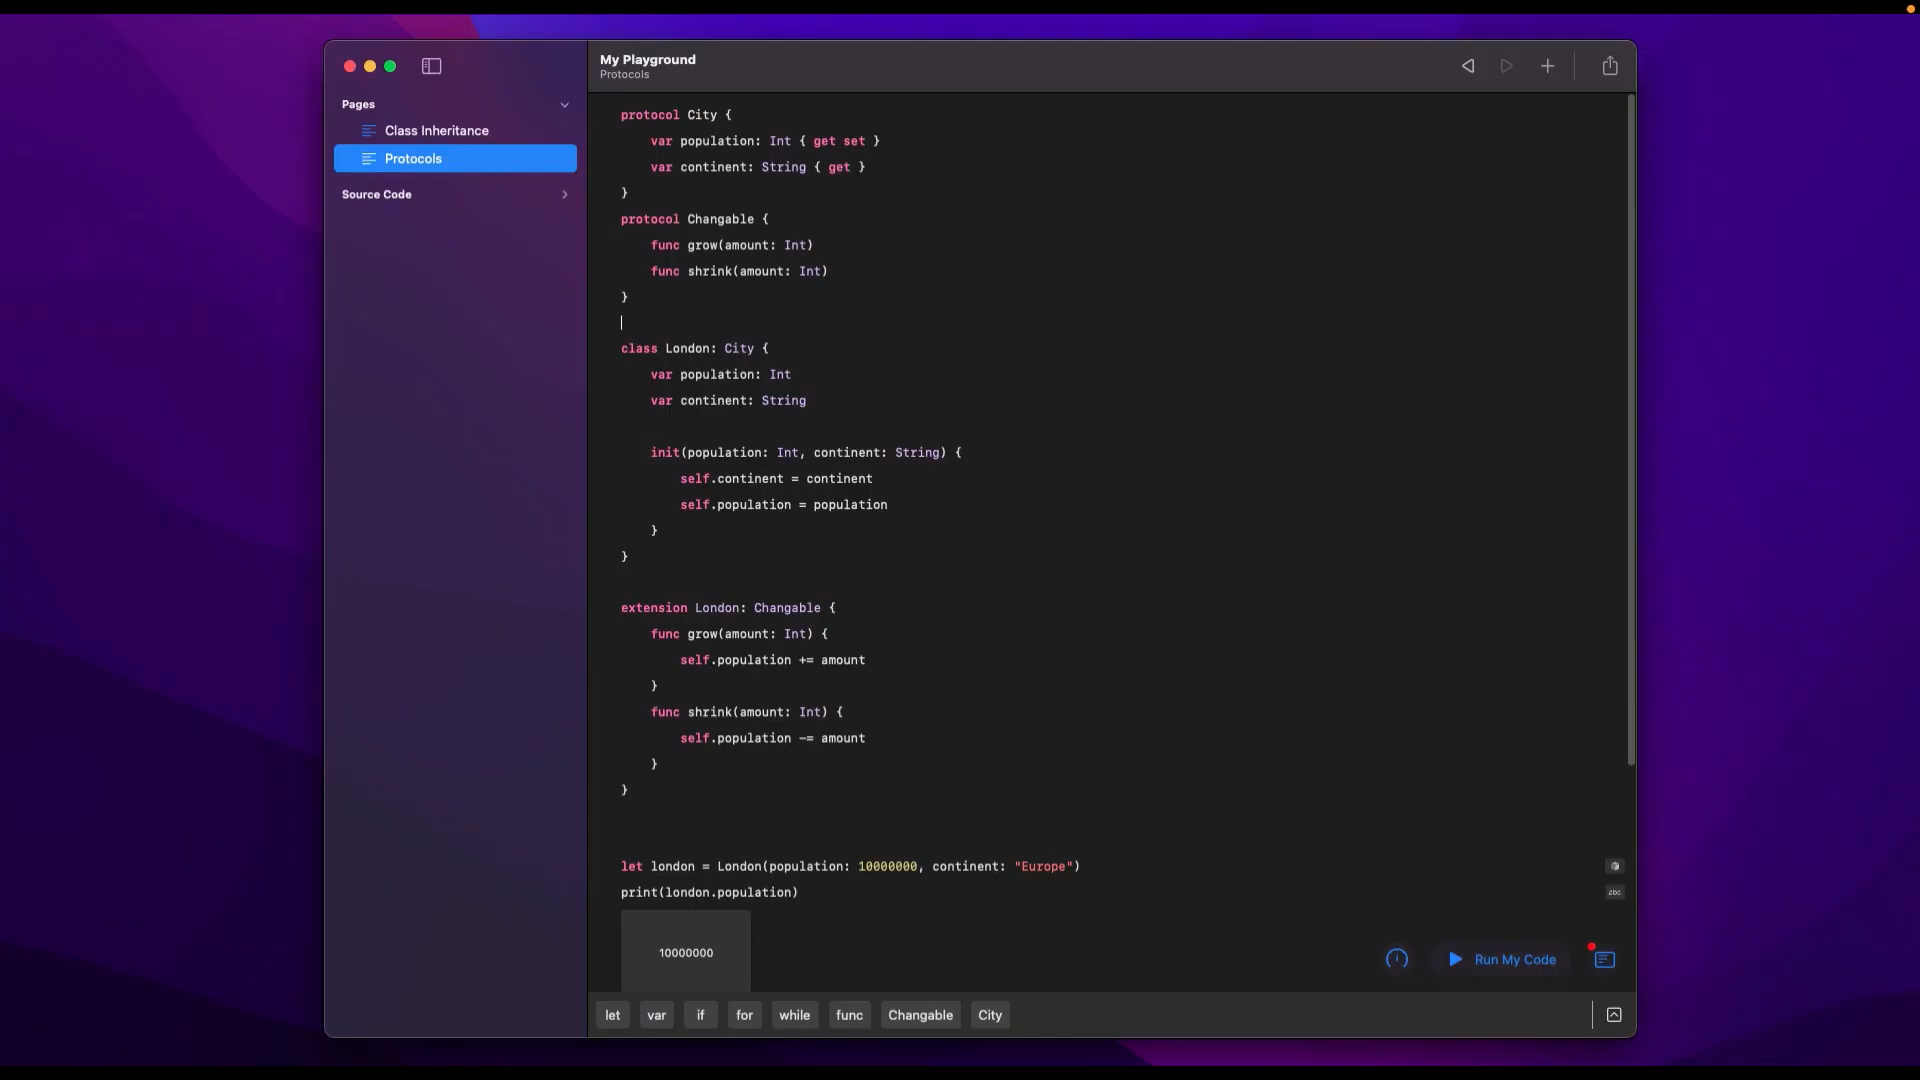 My Playground
Protocols
Pages
Class Inheritance
Protocols
Source Code
protocol City {
    var population: Int { get set }
    var continent: String { get }
}
protocol Changable {
    func grow(amount: Int)
    func shrink(amount: Int)
}
class London: City {
    var population: Int
    var continent: String
    init(population: Int, continent: String) {
        self.continent = continent
        self.population = population
    }
}
extension London: Changable {
    func grow(amount: Int) {
        self.population += amount
    }
    func shrink(amount: Int) {
        self.population -= amount
    }
}
let london = London(population: 10000000, continent: "Europe")
print(london.population)
abc
10000000
Run My Code
let var if for while func Changable City